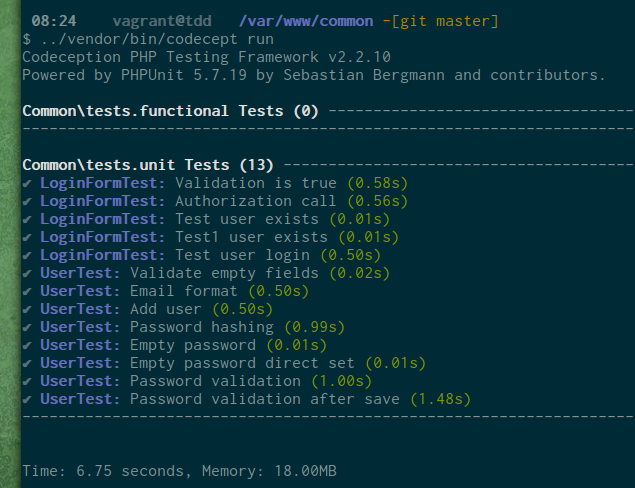 08:24 vagrant@tdd /var/www/common -[git master]
$ ../vendor/bin/codecept run
Codeception PHP Testing Framework v2.2.10
Powered by PHPUnit 5.7.19 by Sebastian Bergmann and contributors.
Common\tests.functional Tests (0) ----------------------------------
--------------------------------------------------------------------
Common\tests.unit Tests (13) ---------------------------------------
✔ LoginFormTest: Validation is true (0.58s)
✔ LoginFormTest: Authorization call (0.56s)
✔ LoginFormTest: Test user exists (0.01s)
✔ LoginFormTest: Test1 user exists (0.01s)
✔ LoginFormTest: Test user login (0.50s)
✔ UserTest: Validate empty fields (0.02s)
✔ UserTest: Email format (0.50s)
✔ UserTest: Add user (0.50s)
✔ UserTest: Password hashing (0.99s)
✔ UserTest: Empty password (0.01s)
✔ UserTest: Empty password direct set (0.01s)
✔ UserTest: Password validation (1.00s)
✔ UserTest: Password validation after save (1.48s)
--------------------------------------------------------------------
Time: 6.75 seconds, Memory: 18.00MB